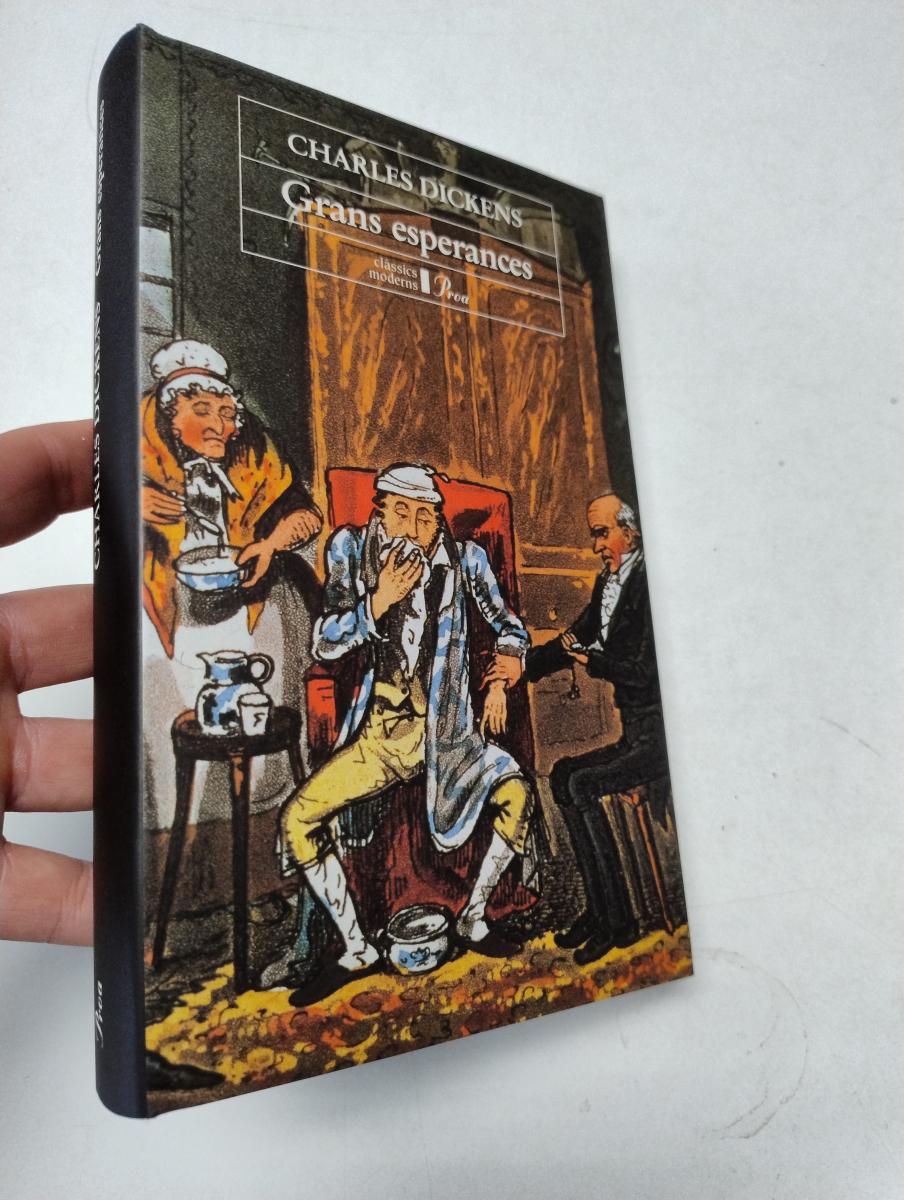 CHARLES DICKENS
Grans esperances
clàssics
moderns Proa
CHARLES DICKENS Grans esperances
Proa